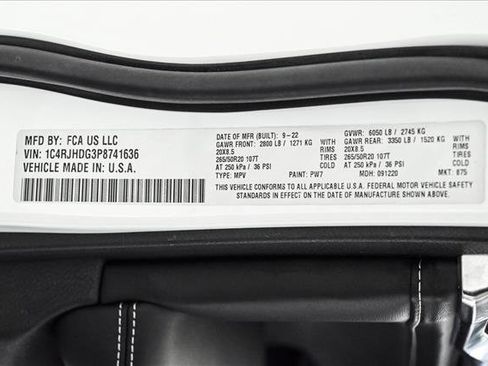 MFD BY: FCA US LLC
VIN: 1C4RJHDG3P8741636
VEHICLE MADE IN: U.S.A.
DATE OF MFR (BUILT): 9-22
GAWR FRONT: 2800 LB / 1271 KG WITH
20X8.5 RIMS
265/50R20 107T TIRES
AT 250 kPa / 36 PSI COLD
TYPE: MPV PAINT: PW7
GVWR: 6050 LB / 2745 KG
GAWR REAR: 3350 LB / 1520 KG WITH
20X8.5 RIMS
265/50R20 107T TIRES
AT 250 kPa / 36 PSI COLD
MOH: 091220 MKT: 875
THIS VEHICLE CONFORMS TO ALL APPLICABLE U.S.A. FEDERAL MOTOR VEHICLE SAFETY
STANDARDS IN EFFECT ON THE DATE OF MANUFACTURE SHOWN ABOVE.